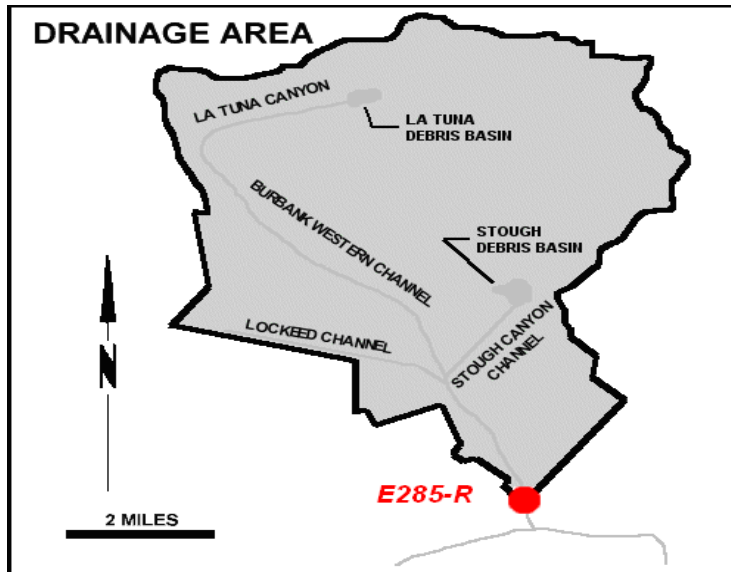 DRAINAGE AREA
LA TUNA CANYON
LA TUNA
DEBRIS BASIN
BURBANK WESTERN CHANNEL
STOUGH
DEBRIS BASIN
LOCKEED CHANNEL
STOUGH CANYON
CHANNEL
N
E285-R
2 MILES